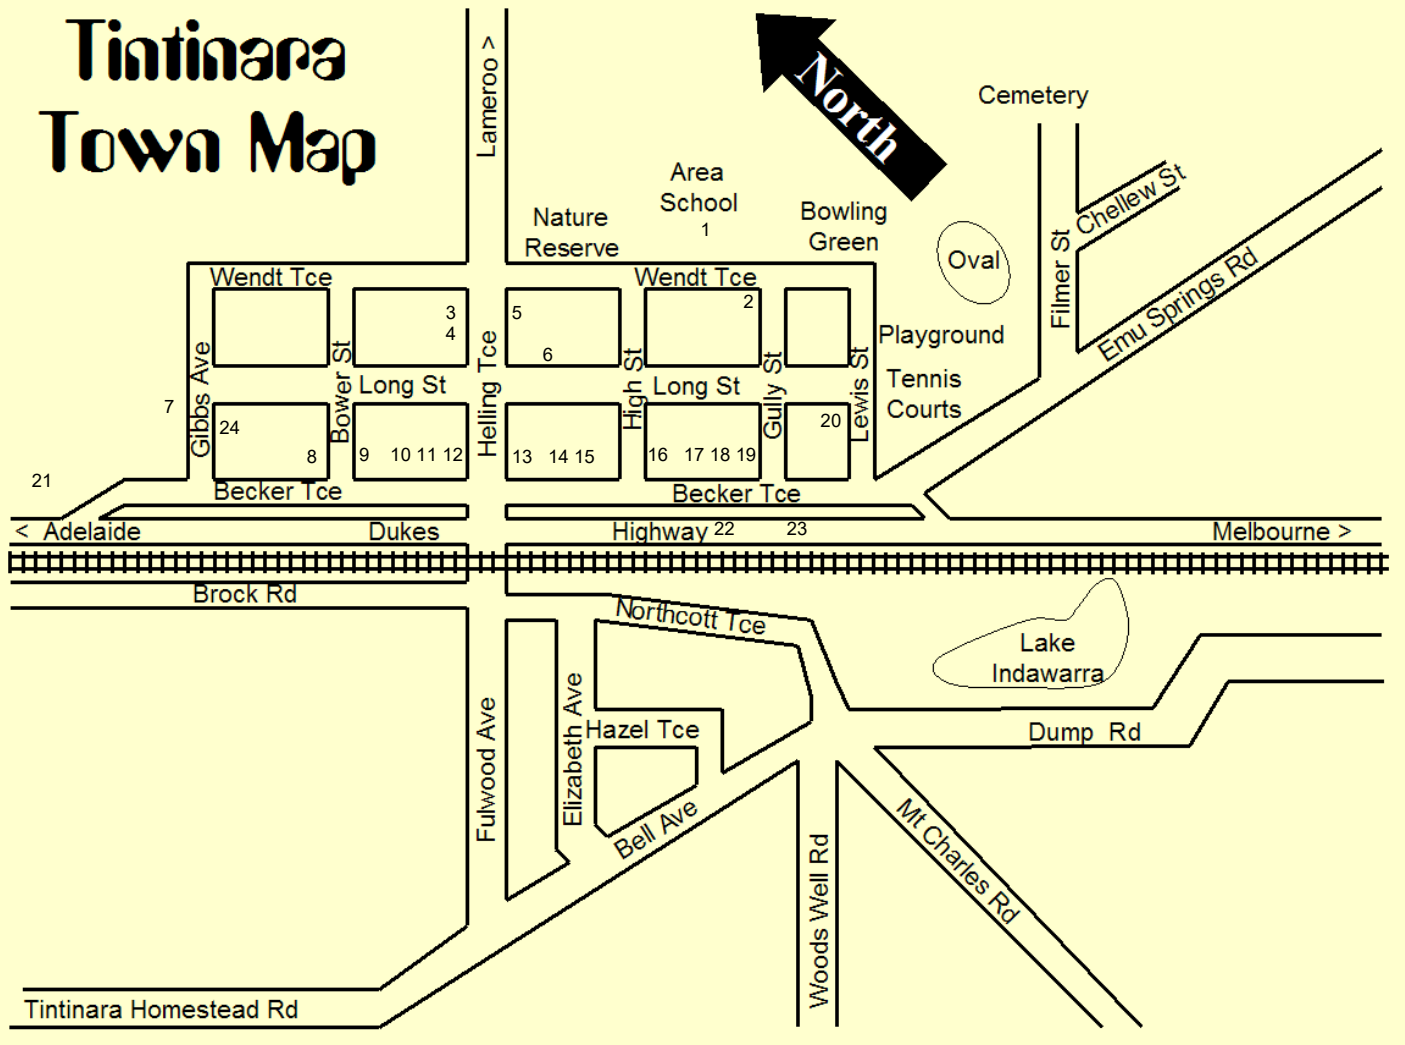 Tintinara
Town Map
Lameroo >
North
Cemetery
Area
School
1
Nature
Reserve
Bowling
Green
Oval
Chellew St
Filmer St
Emu Springs Rd
Wendt Tce
Wendt Tce
2
3
4
5
6
Playground
Tennis
Courts
Gibbs Ave
Bower St
Long St
Helling Tce
High St
Long St
Gully St
Lewis St
7
24
8
9 10 11 12
13 14 15
16 17 18 19
20
21
Becker Tce
Becker Tce
< Adelaide
Dukes
Highway
22
23
Melbourne >
Brock Rd
Northcott Tce
Lake
Indawarra
Fulwood Ave
Elizabeth Ave
Hazel Tce
Dump Rd
Bell Ave
Woods Well Rd
Mt Charles Rd
Tintinara Homestead Rd